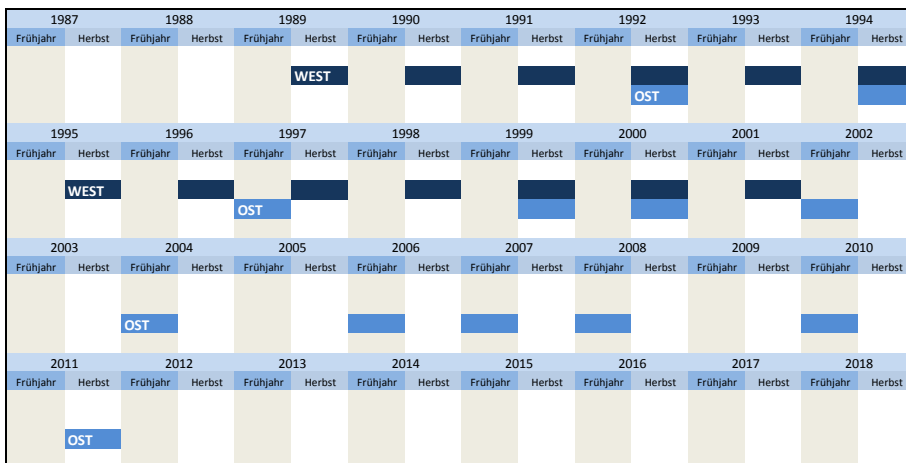 1987 1988 1989 1990 1991 1992 1993 1994
Frühjahr Herbst Frühjahr Herbst Frühjahr Herbst Frühjahr Herbst Frühjahr Herbst Frühjahr Herbst Frühjahr Herbst Frühjahr Herbst
WEST
OST
1995 1996 1997 1998 1999 2000 2001 2002
Frühjahr Herbst Frühjahr Herbst Frühjahr Herbst Frühjahr Herbst Frühjahr Herbst Frühjahr Herbst Frühjahr Herbst Frühjahr Herbst
WEST
OST
2003 2004 2005 2006 2007 2008 2009 2010
Frühjahr Herbst Frühjahr Herbst Frühjahr Herbst Frühjahr Herbst Frühjahr Herbst Frühjahr Herbst Frühjahr Herbst Frühjahr Herbst
OST
2011 2012 2013 2014 2015 2016 2017 2018
Frühjahr Herbst Frühjahr Herbst Frühjahr Herbst Frühjahr Herbst Frühjahr Herbst Frühjahr Herbst Frühjahr Herbst Frühjahr Herbst
OST